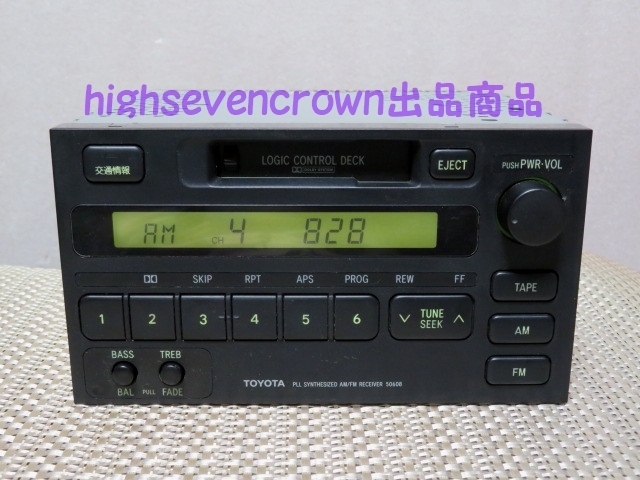 highsevencrown出品商品
交通情報
LOGIC CONTROL DECK
EJECT
PUSH PWR·VOL
AM CH 4 828
SKIP RPT APS PROG REW FF
1 2 3 4 5 6 TUNE SEEK
TAPE
AM
FM
BASS TREB
BAL PULL FADE
TOYOTA PLL SYNTHESIZED AM/FM RECEIVER 50608